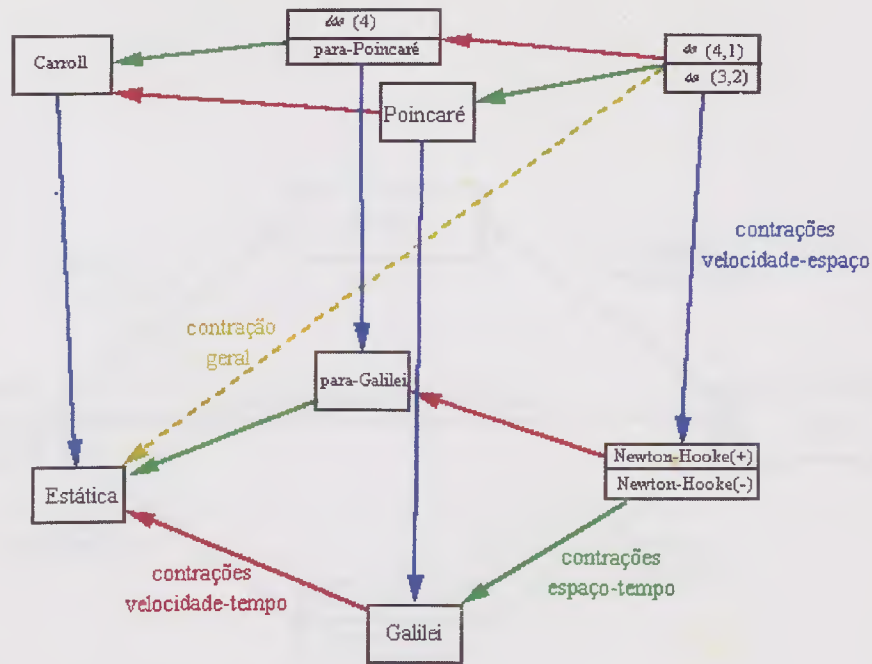 (4)
para-Poincaré
Carroll
(4,1)
(3,2)
Poincaré
contrações
velocidade-espaço
contração
geral
para-Galilei
Newton-Hooke(+)
Newton-Hooke(-)
Estática
contrações
velocidade-tempo
contrações
espaço-tempo
Galilei